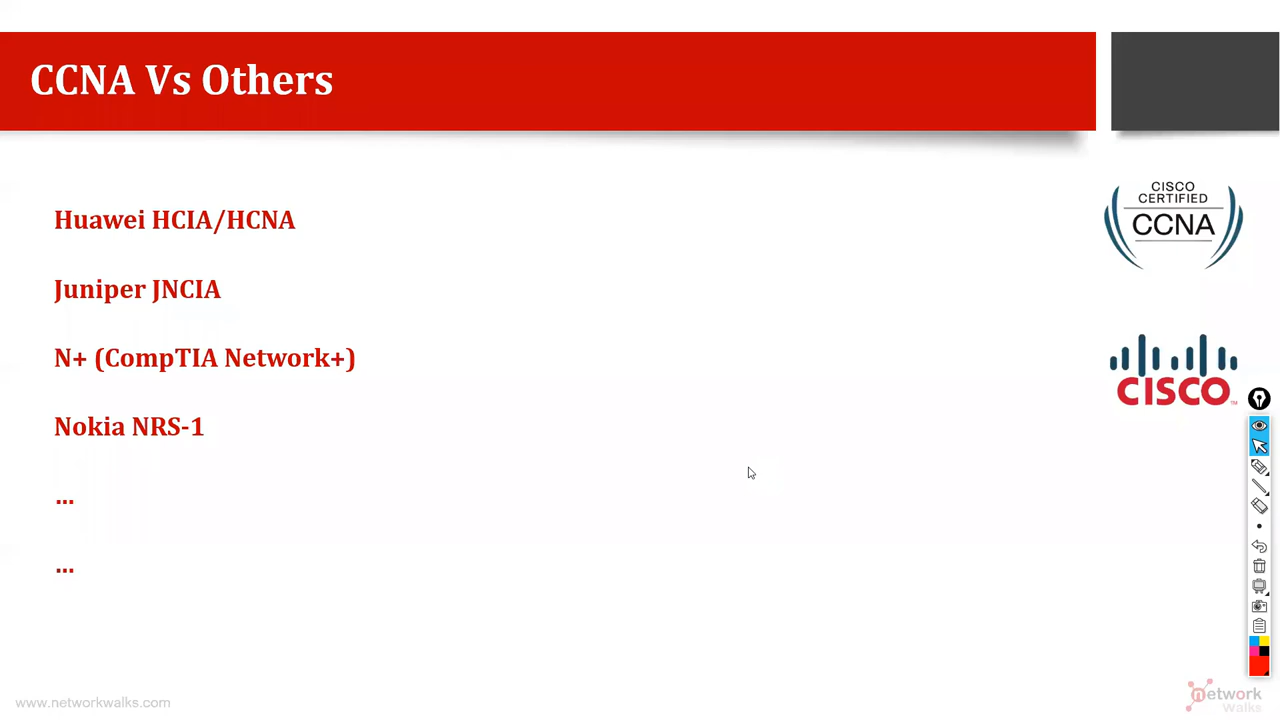 CCNA Vs Others
CISCO
CERTIFIED
CCNA
Huawei HCIA/HCNA
Juniper JNCIA
N+ (CompTIA Network+)
CISCO™
Nokia NRS-1
...
...
www.networkwalks.com
network
Walks